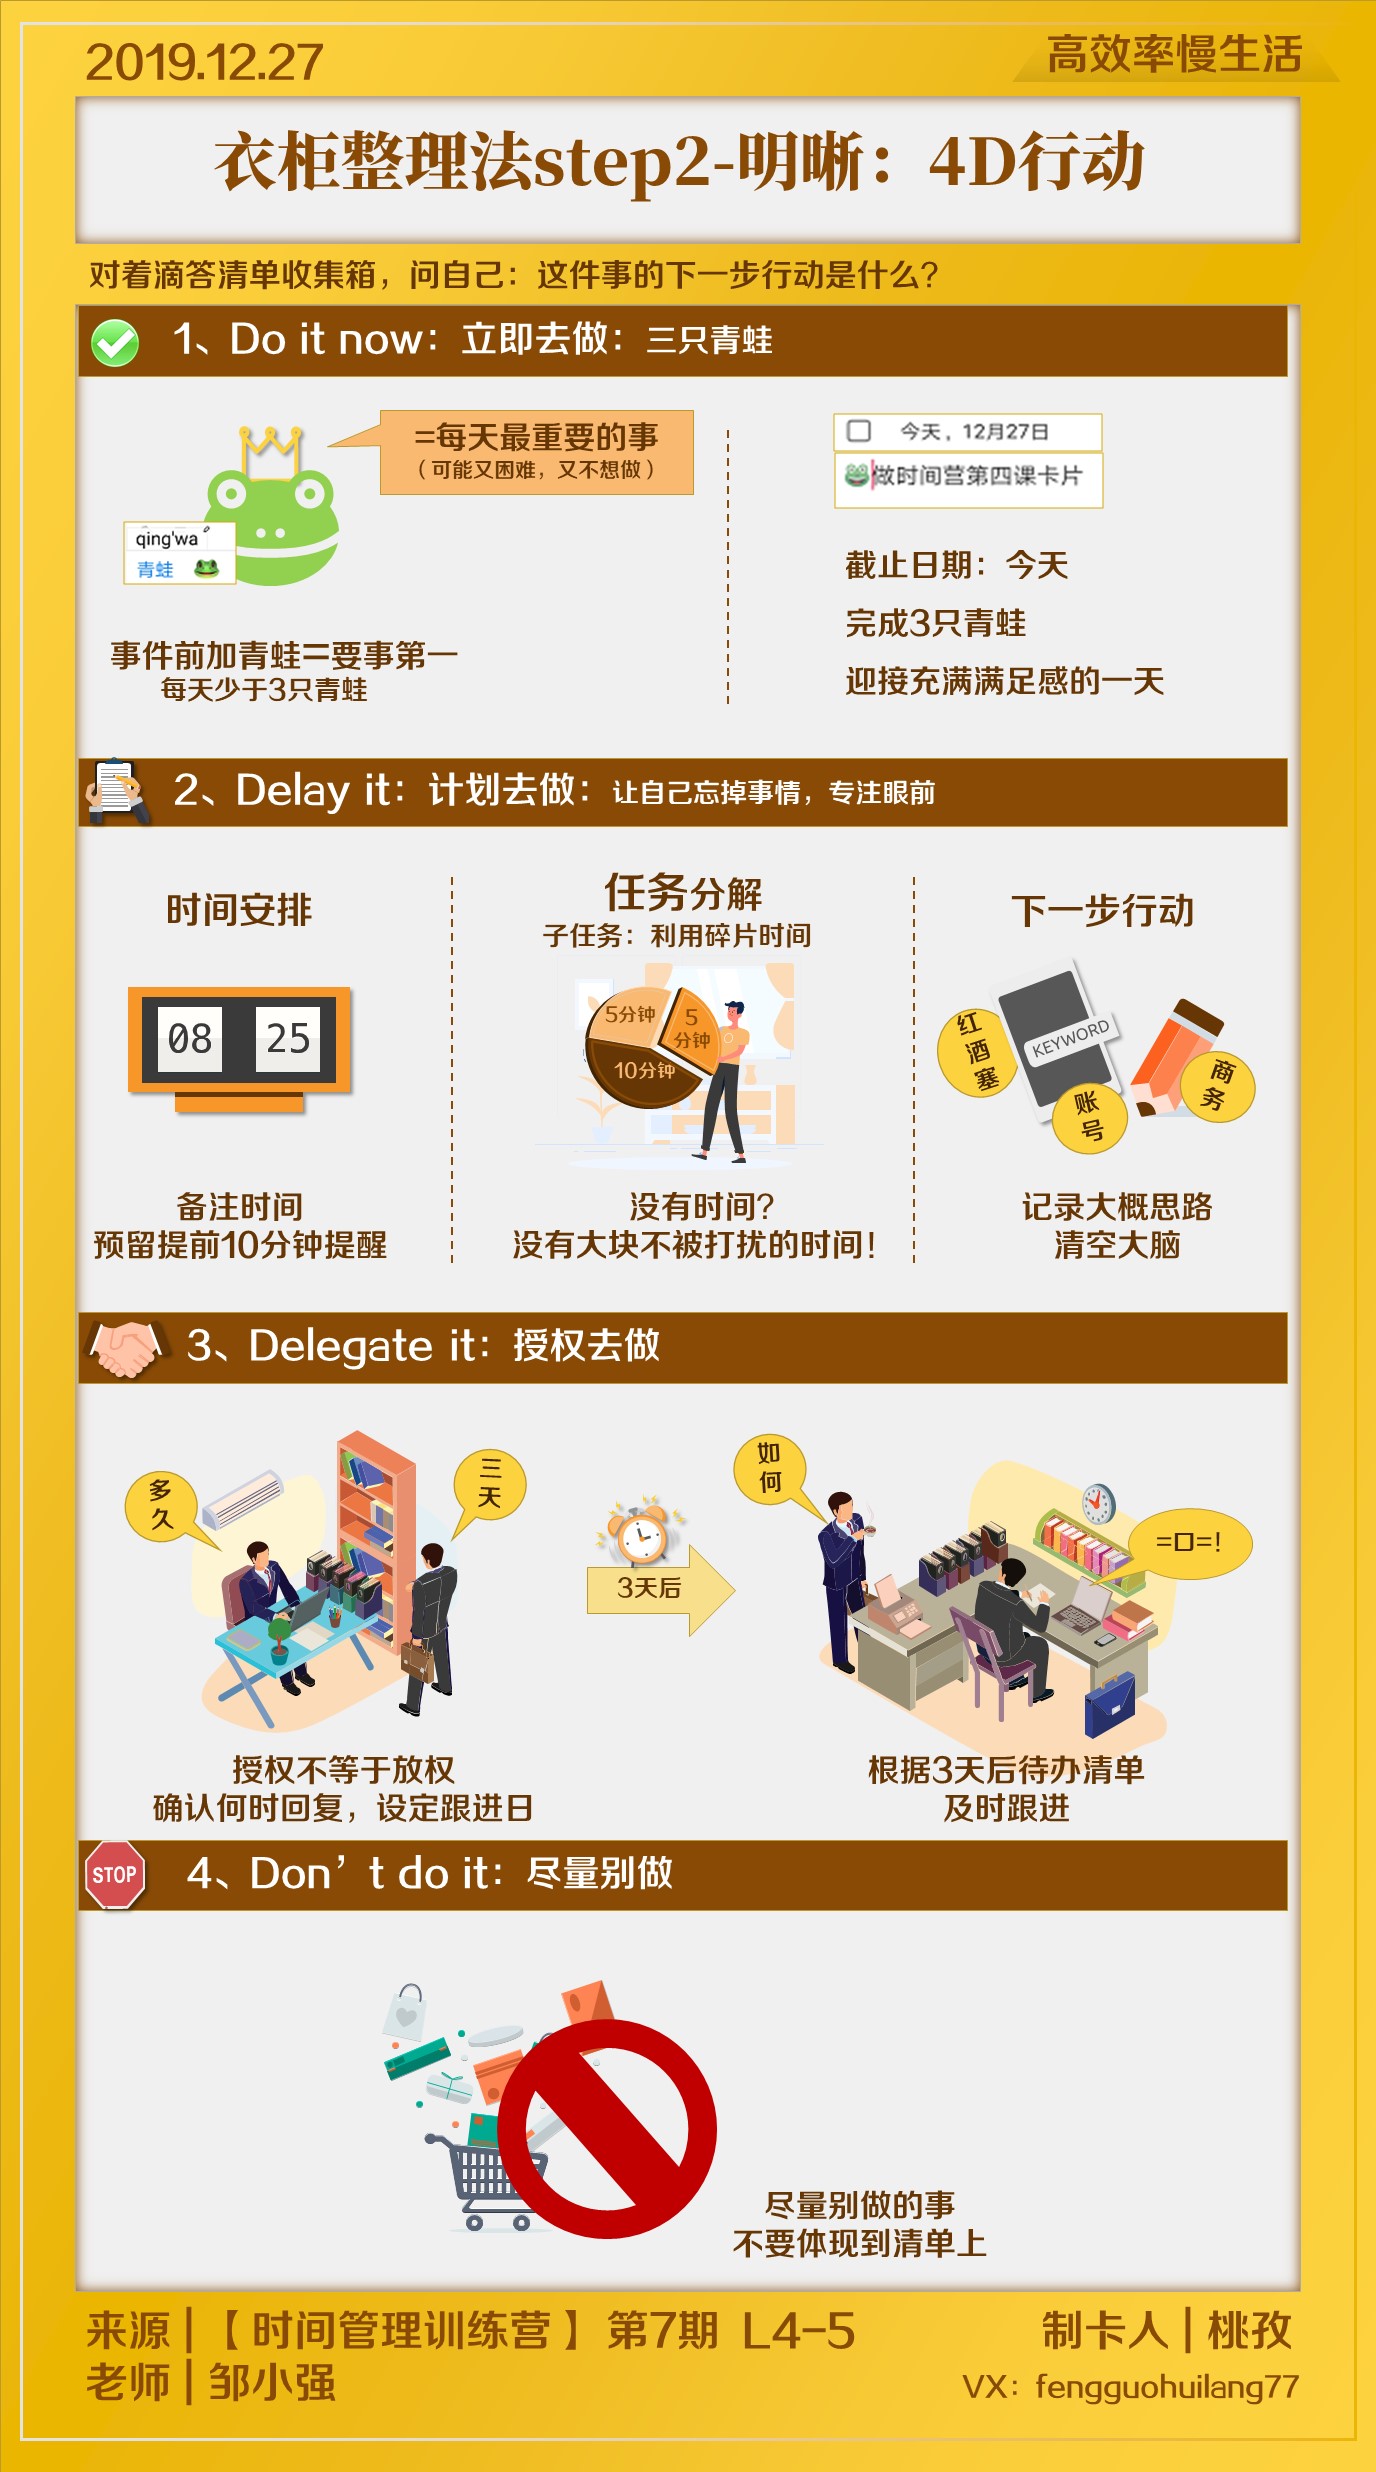 2019.12.27
高效率慢生活
衣柜整理法step2-明晰：4D行动
对着滴答清单收集箱，问自己：这件事的下一步行动是什么？
1、Do it now：立即去做：三只青蛙
=每天最重要的事
（可能又困难，又不想做）
qing'wa
青蛙
事件前加青蛙=要事第一
每天少于3只青蛙
今天，12月27日
做时间营第四课卡片
截止日期：今天
完成3只青蛙
迎接充满满足感的一天
2、Delay it：计划去做：让自己忘掉事情，专注眼前
时间安排
08 25
备注时间
预留提前10分钟提醒
任务分解
子任务：利用碎片时间
5分钟
5
分钟
10分钟
没有时间？
没有大块不被打扰的时间！
下一步行动
红
酒
塞
KEYWORD
账
号
商
务
记录大概思路
清空大脑
3、Delegate it：授权去做
多
久
三
天
授权不等于放权
确认何时回复，设定跟进日
3天后
如
何
=口=！
根据3天后待办清单
及时跟进
STOP
4、Don’t do it：尽量别做
尽量别做的事
不要体现到清单上
来源|【时间管理训练营】第7期 L4-5
老师|邹小强
制卡人|桃孜
VX：fengguohuilang77